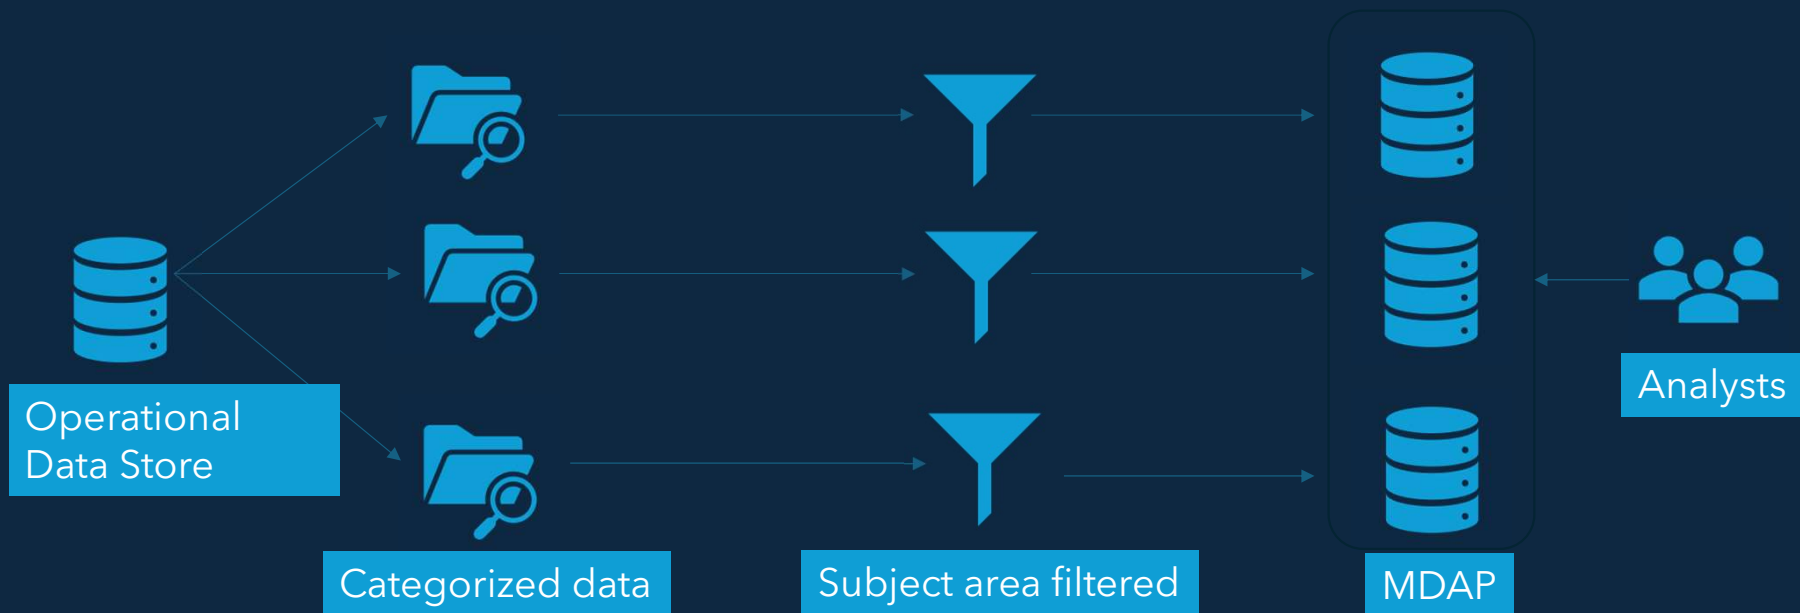 Operational
Data Store
Categorized data
Subject area filtered
MDAP
Analysts